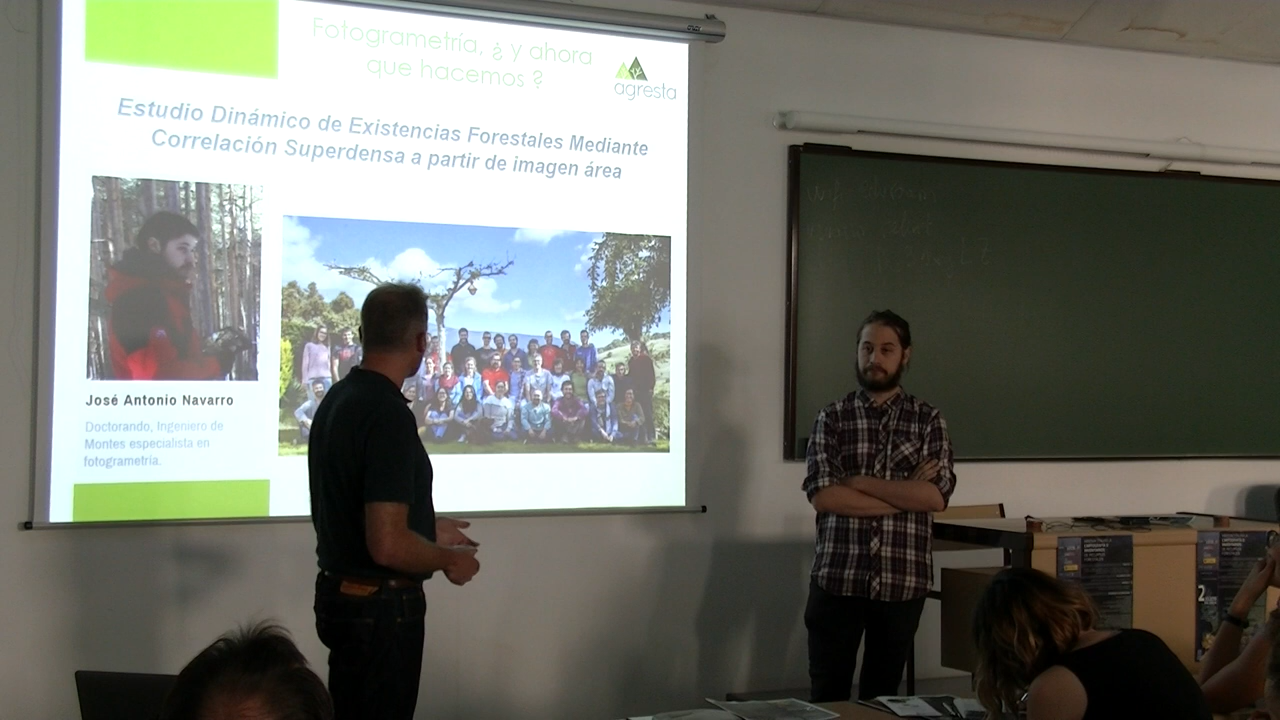 Fotogrametría, ¿ y ahora
que hacemos ?
agresta
Estudio Dinámico de Existencias Forestales Mediante
Correlación Superdensa a partir de imagen área
José Antonio Navarro
Doctorando, Ingeniero de
Montes especialista en
fotogrametría.
2